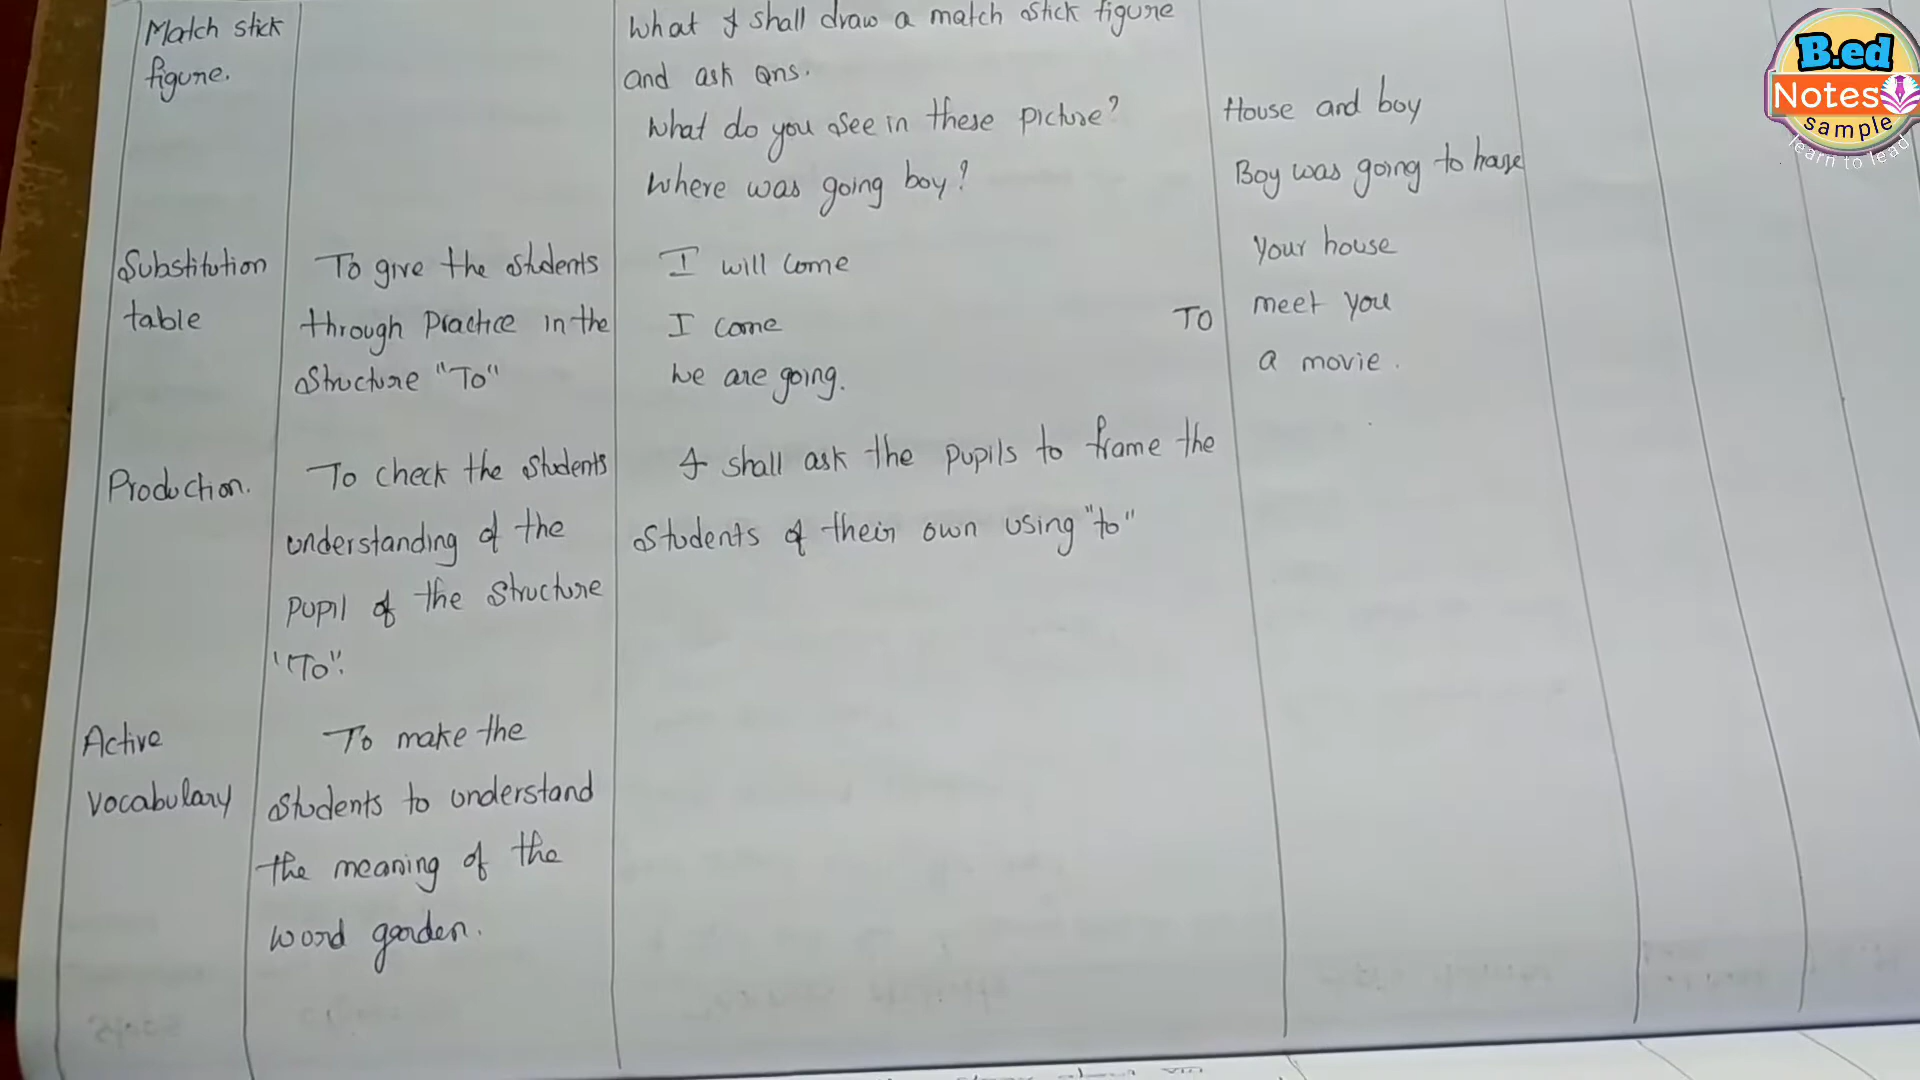 Match stick
figure.
What I shall draw a match stick figure
and ask Qns.
What do you see in these picture?
House and boy
Where was going boy?
Boy was going to house
Substitution
table
To give the students
through Practice in the
Structure "To"
I will come
I come
We are going.
TO
Your house
meet you
a movie.
Production.
To check the students
understanding of the
pupil of the structure
"To".
I shall ask the pupils to frame the
Students of their own using "to"
Active
vocabulary
To make the
students to understand
the meaning of the
word garden.
B.ed
Notes
sample
learn to lead